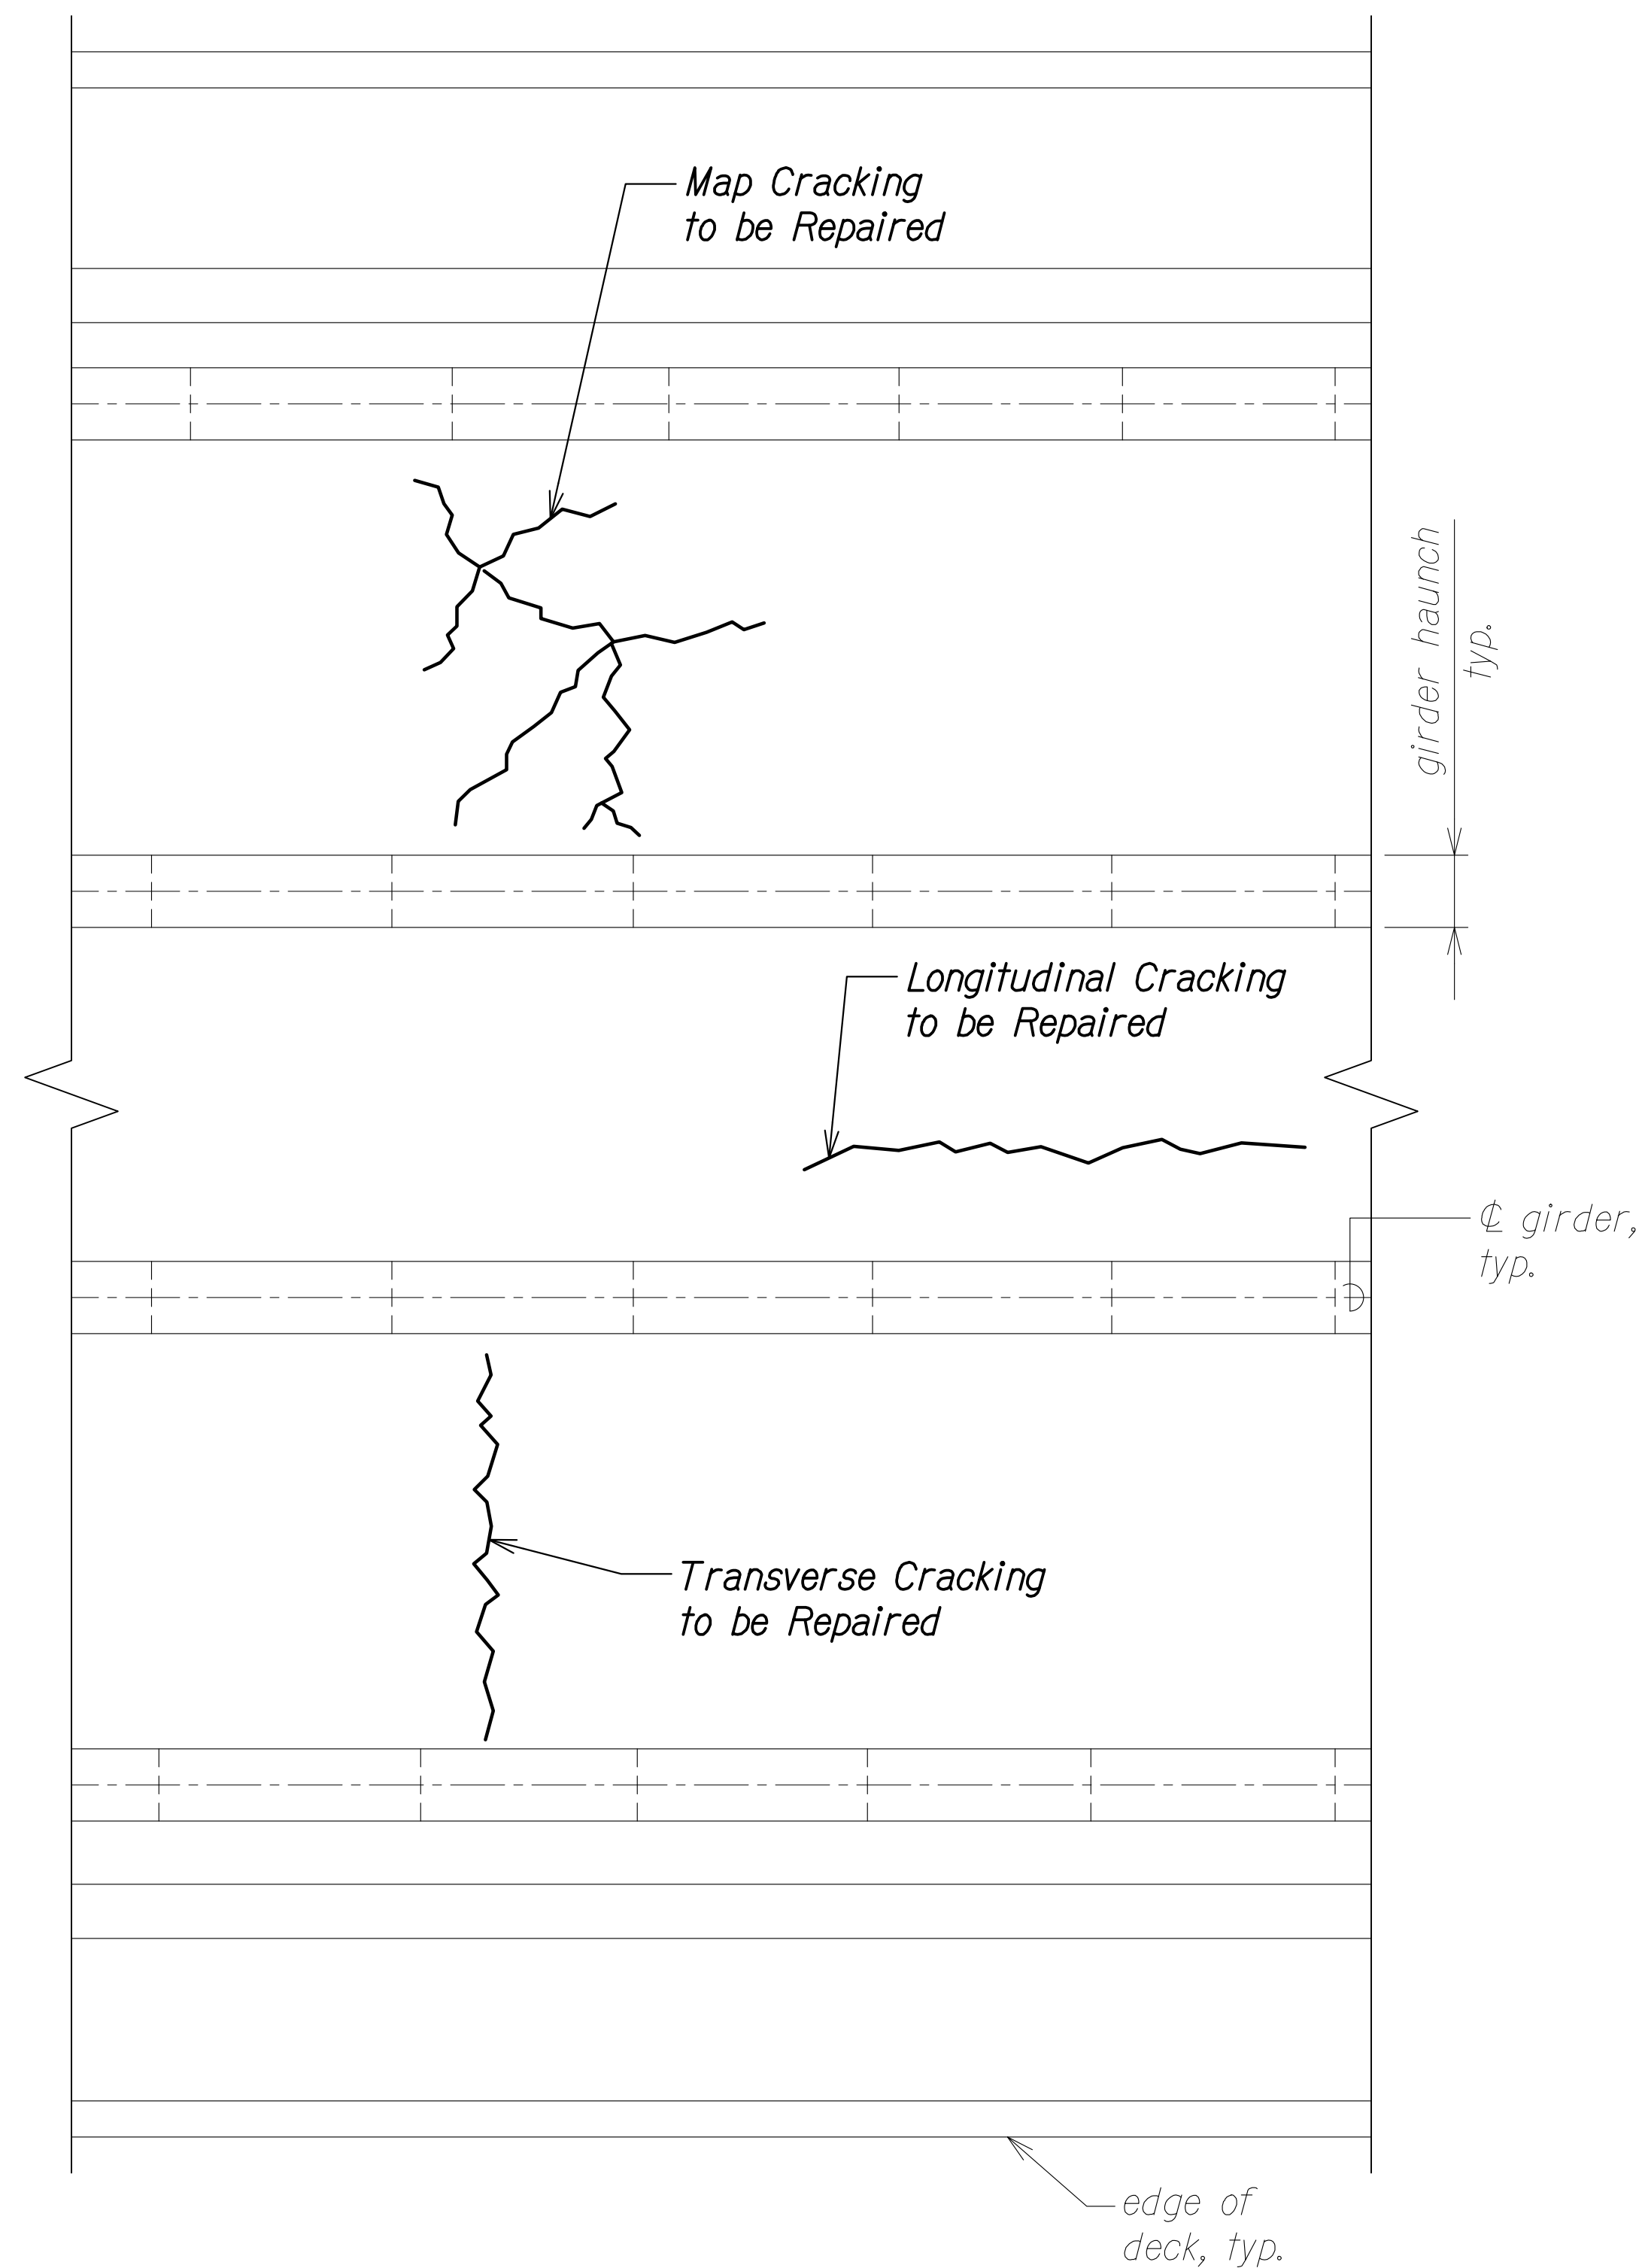 Map Cracking
to be Repaired
girder haunch
typ.
Longitudinal Cracking
to be Repaired
℄ girder,
typ.
Transverse Cracking
to be Repaired
edge of
deck, typ.